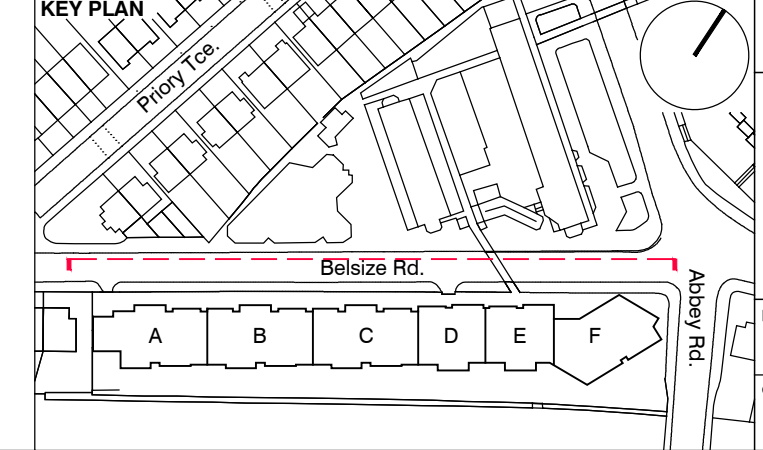 KEY PLAN
Priory Tce.
Belsize Rd.
Abbey Rd.
A B C D E F